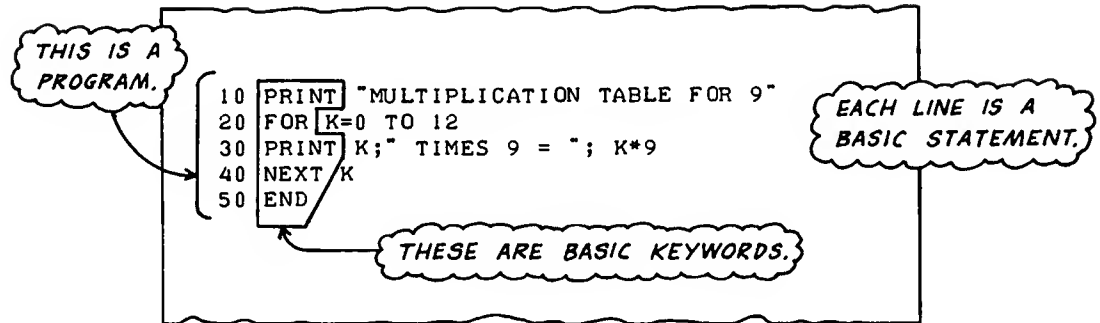 THIS IS A
PROGRAM.
10 PRINT "MULTIPLICATION TABLE FOR 9"
20 FOR K=0 TO 12
30 PRINT K;" TIMES 9 = "; K*9
40 NEXT K
50 END
EACH LINE IS A
BASIC STATEMENT.
THESE ARE BASIC KEYWORDS.